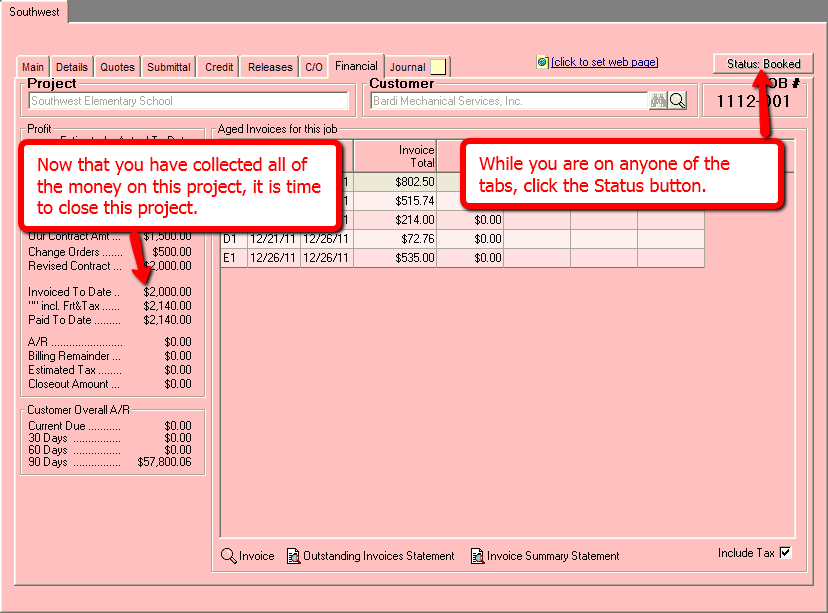 Southwest
Main Details Quotes Submittal Credit Releases C/O Financial Journal
[click to set web page]
Status: Booked
Project
Southwest Elementary School
Customer
Bardi Mechanical Services, Inc.
JOB #
1112-001
Profit
Aged Invoices for this job
Now that you have collected all of
the money on this project, it is time
to close this project.
While you are on anyone of the
tabs, click the Status button.
Invoice
Total
$802.50
$515.74
$214.00 $0.00
D1 12/21/11 12/26/11 $72.76 $0.00
E1 12/26/11 12/26/11 $535.00 $0.00
Our Contract Amt ... $1,500.00
Change Orders ....... $500.00
Revised Contract ... $2,000.00
Invoiced To Date .. $2,000.00
"" incl. Frt&Tax ...... $2,140.00
Paid To Date ......... $2,140.00
A/R ........................ $0.00
Billing Remainder ... $0.00
Estimated Tax ........ $0.00
Closeout Amount ... $0.00
Customer Overall A/R
Current Due ........... $0.00
30 Days ................ $0.00
60 Days ................ $0.00
90 Days ................ $57,800.06
Invoice Outstanding Invoices Statement Invoice Summary Statement
Include Tax